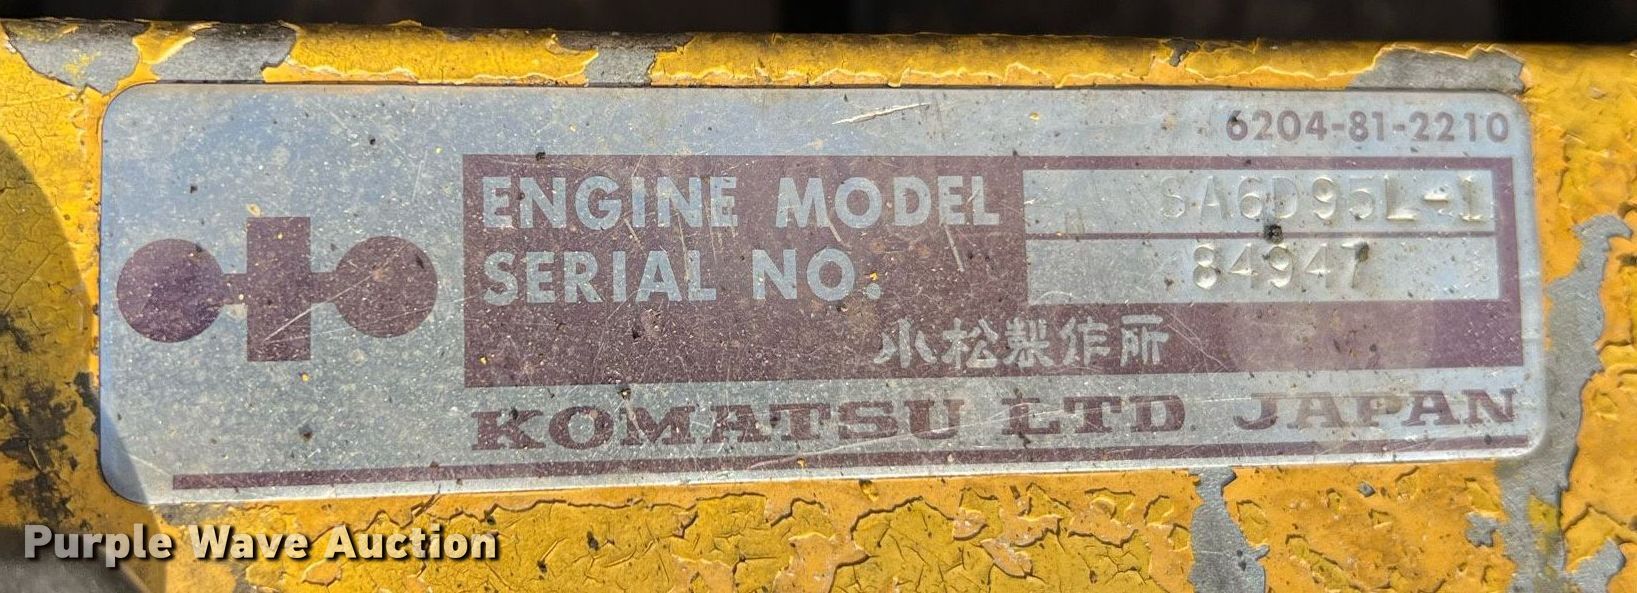 6204-81-2210
ENGINE MODEL SA6D95L-1
SERIAL NO. 84947
小松製作所
KOMATSU LTD. JAPAN
Purple Wave Auction